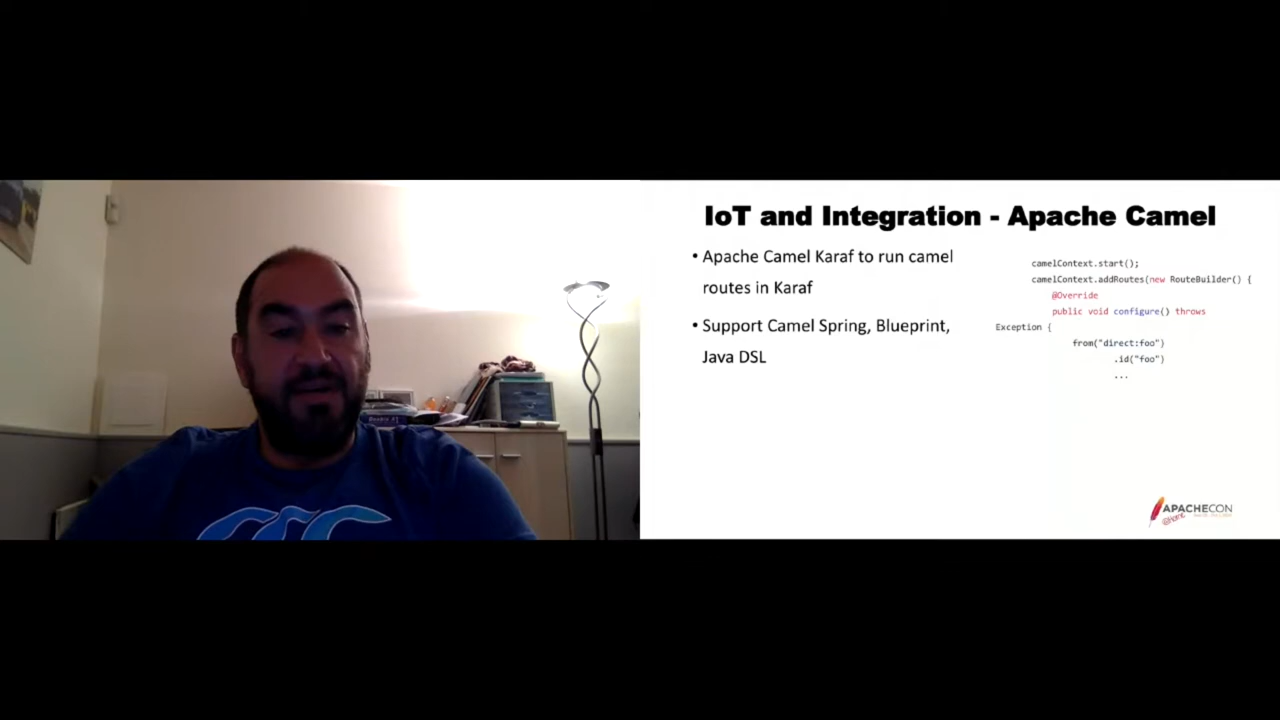 IoT and Integration - Apache Camel
• Apache Camel Karaf to run camel
routes in Karaf
• Support Camel Spring, Blueprint,
Java DSL
camelContext.start();
camelContext.addRoutes(new RouteBuilder() {
@Override
public void configure() throws
Exception {
from("direct:foo")
.id("foo")
...
APACHECON
@home